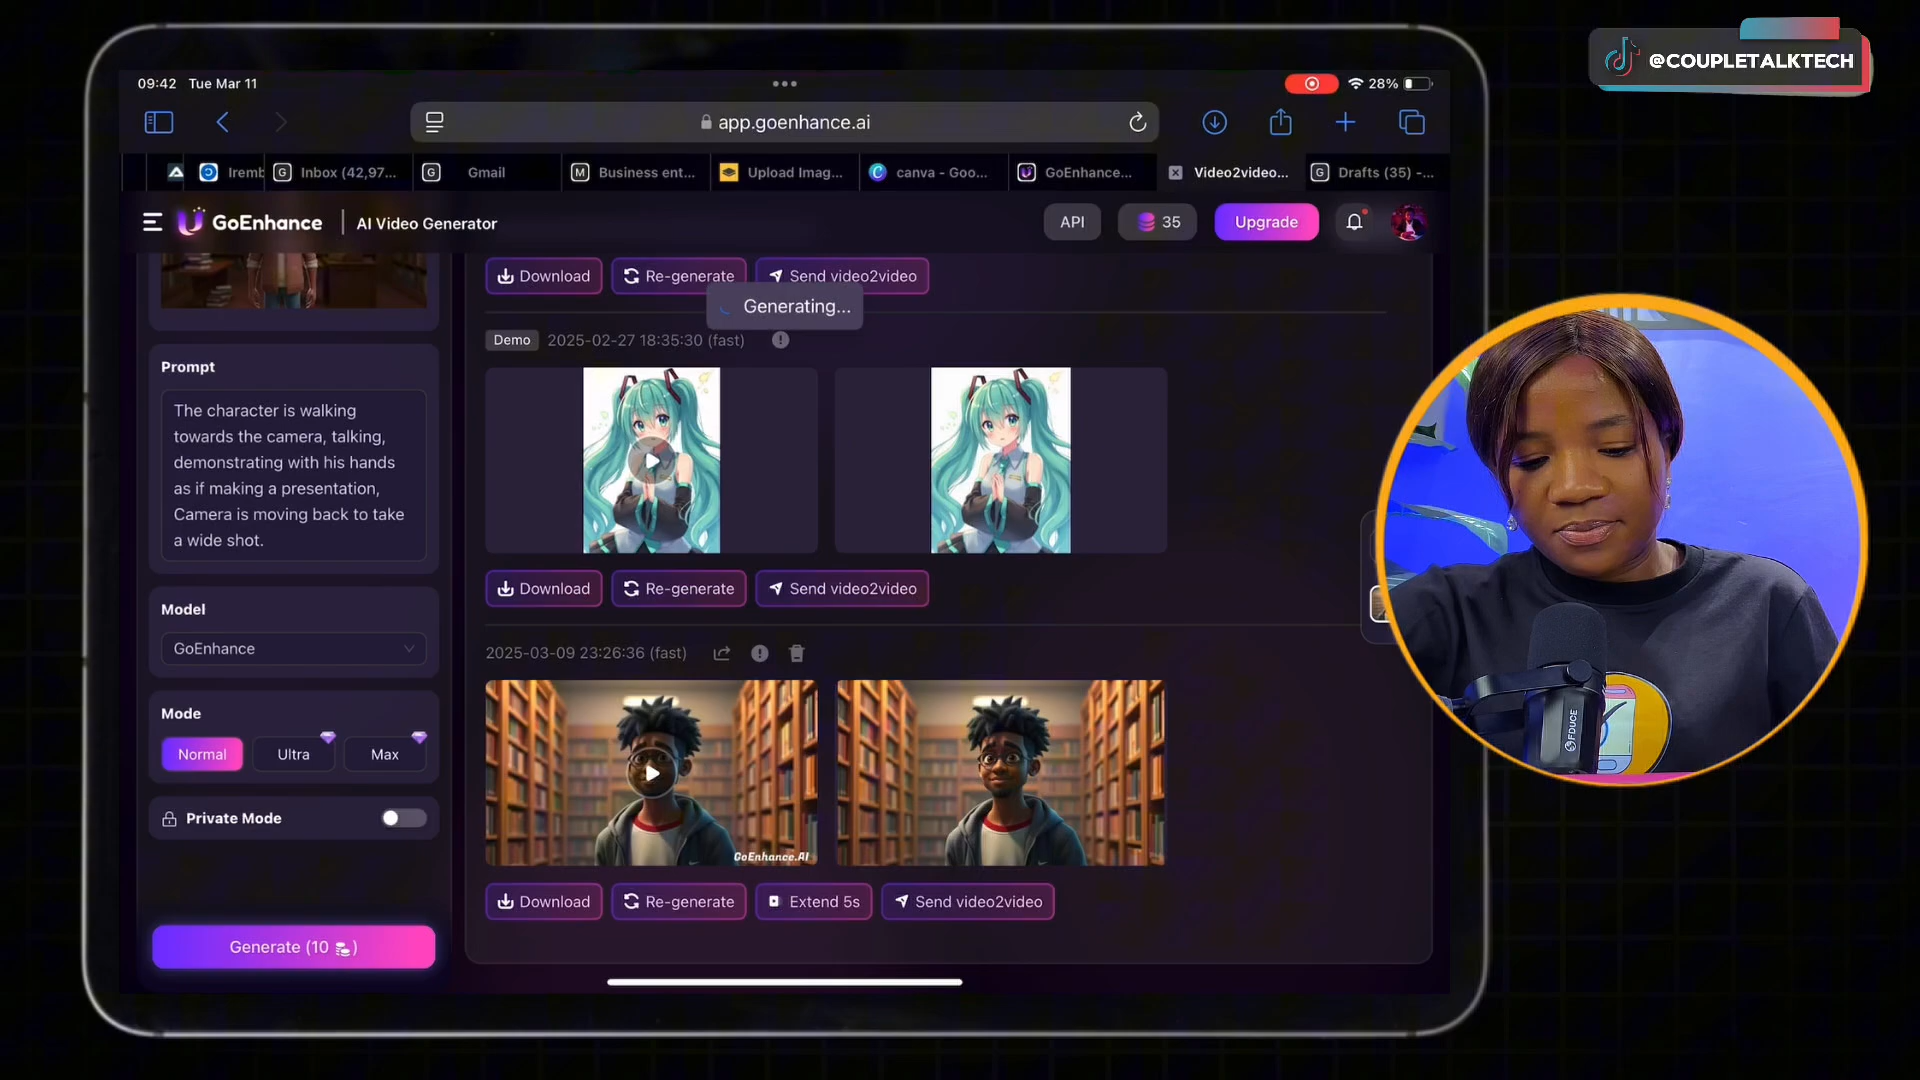 @COUPLETALKTECH
09:42 Tue Mar 11
28%
app.goenhance.ai
Iremb
Inbox (42,97...
Gmail
Business ent...
Upload Imag...
canva - Goo...
GoEnhance...
Video2video...
Drafts (35) -...
GoEnhance
AI Video Generator
API
35
Upgrade
Download
Re-generate
Send video2video
Generating...
Demo
2025-02-27 18:35:30 (fast)
Prompt
The character is walking
towards the camera, talking,
demonstrating with his hands
as if making a presentation,
Camera is moving back to take
a wide shot.
Download
Re-generate
Send video2video
Model
GoEnhance
2025-03-09 23:26:36 (fast)
Mode
Normal
Ultra
Max
Private Mode
GoEnhance.AI
Download
Re-generate
Extend 5s
Send video2video
Generate (10 )
FDUCE